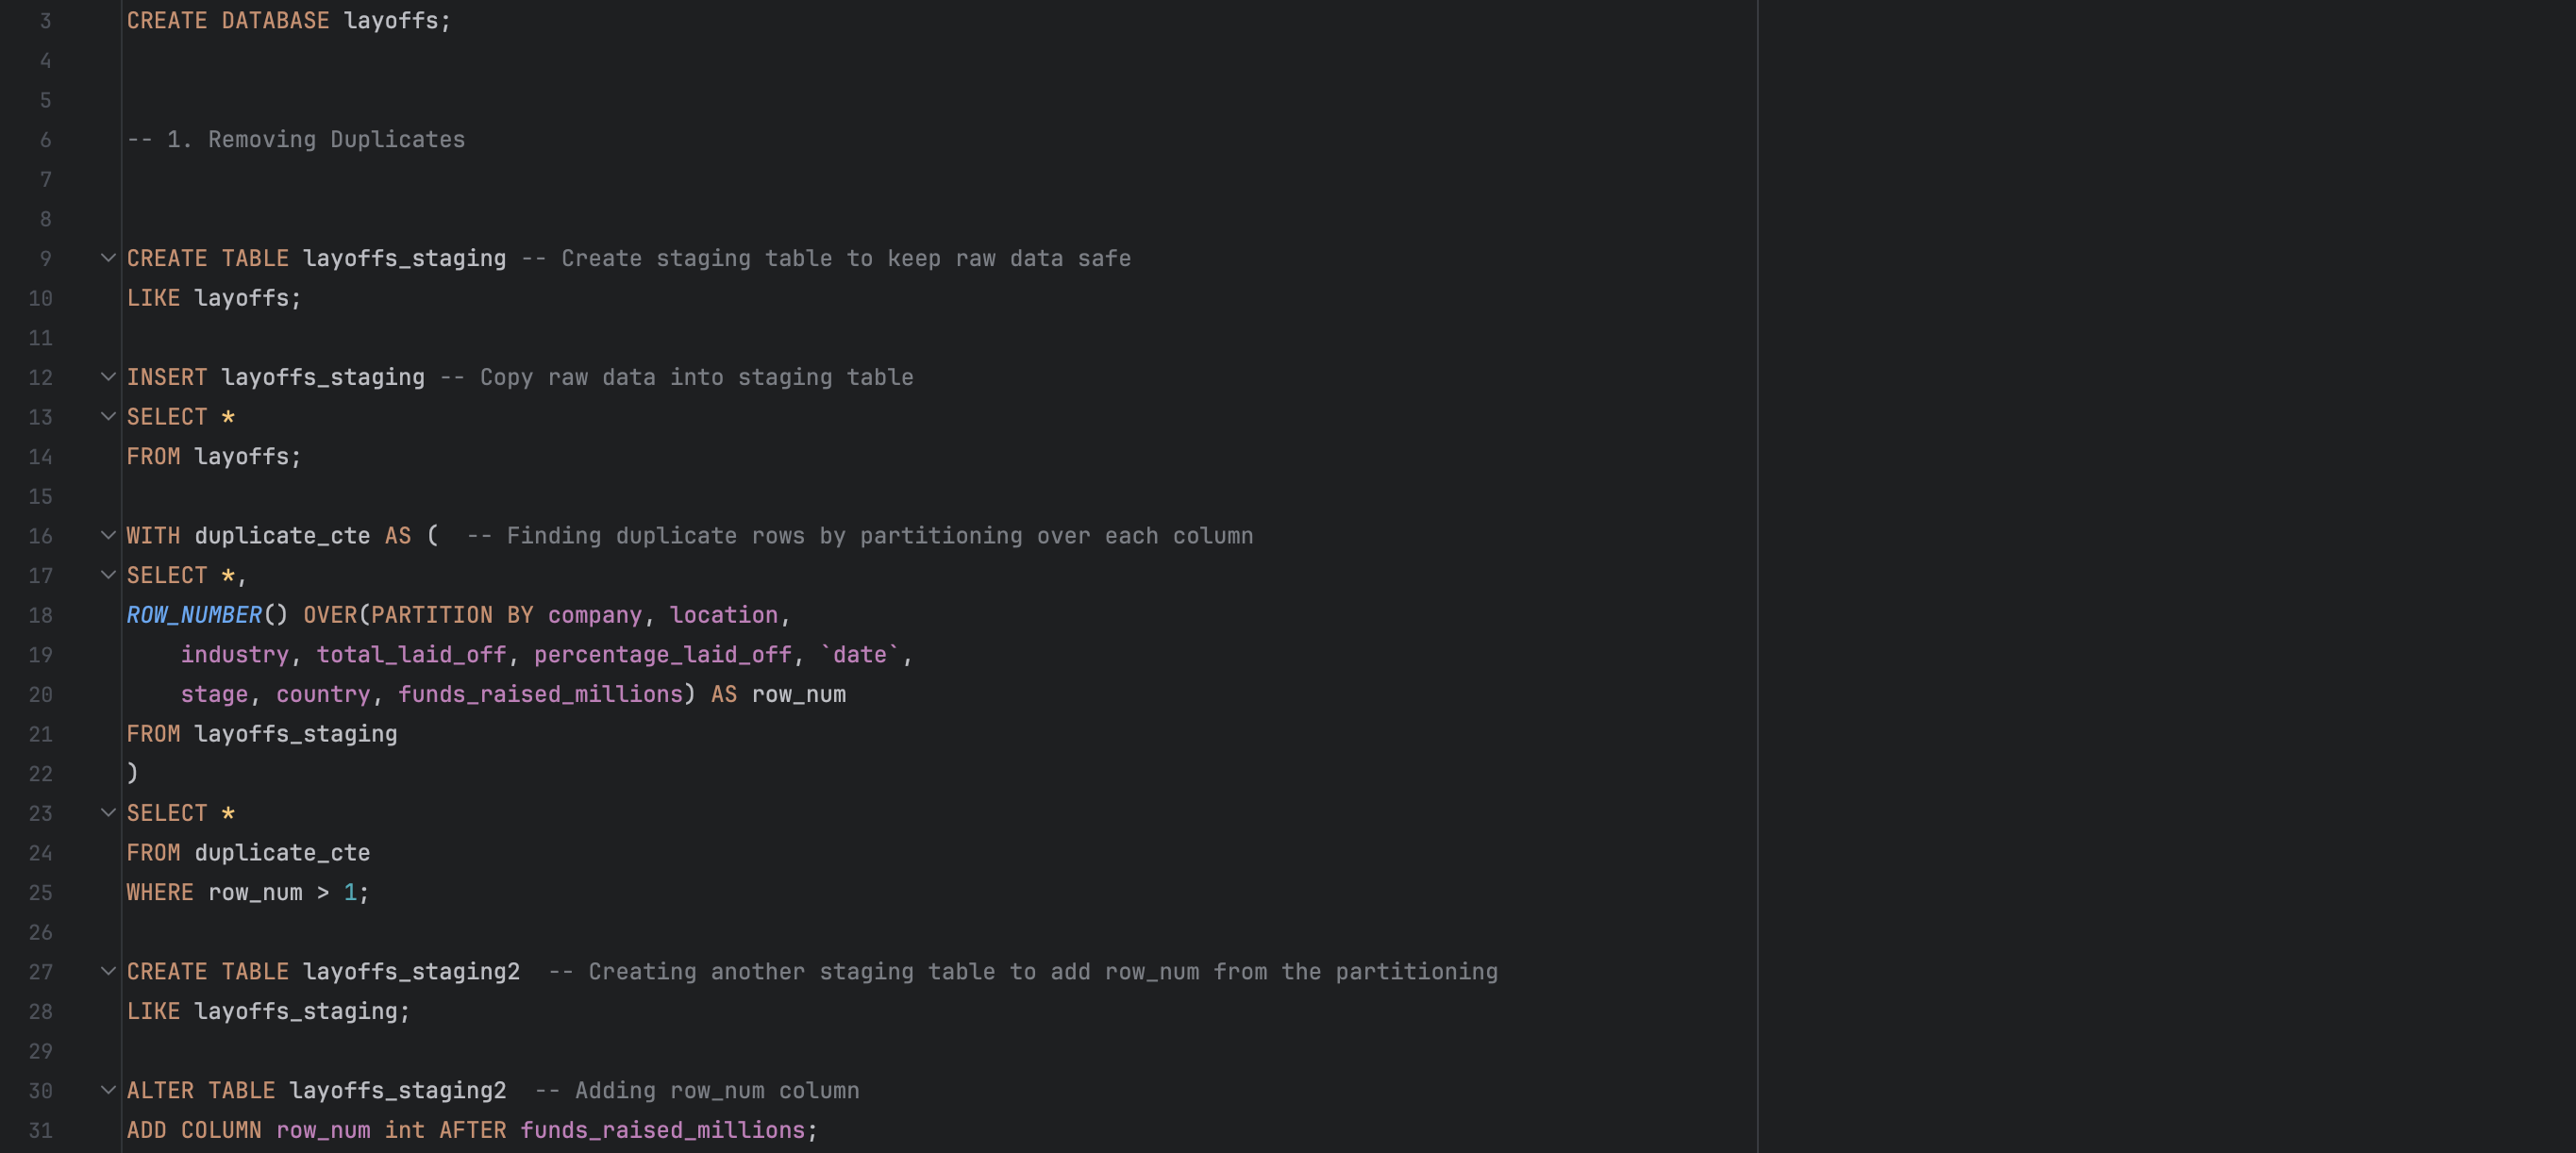 3 CREATE DATABASE layoffs;
4
5
6 -- 1. Removing Duplicates
7
8
9 CREATE TABLE layoffs_staging -- Create staging table to keep raw data safe
10 LIKE layoffs;
11
12 INSERT layoffs_staging -- Copy raw data into staging table
13 SELECT *
14 FROM layoffs;
15
16 WITH duplicate_cte AS (  -- Finding duplicate rows by partitioning over each column
17 SELECT *,
18 ROW_NUMBER() OVER(PARTITION BY company, location,
19     industry, total_laid_off, percentage_laid_off, `date`,
20     stage, country, funds_raised_millions) AS row_num
21 FROM layoffs_staging
22 )
23 SELECT *
24 FROM duplicate_cte
25 WHERE row_num > 1;
26
27 CREATE TABLE layoffs_staging2  -- Creating another staging table to add row_num from the partitioning
28 LIKE layoffs_staging;
29
30 ALTER TABLE layoffs_staging2  -- Adding row_num column
31 ADD COLUMN row_num int AFTER funds_raised_millions;